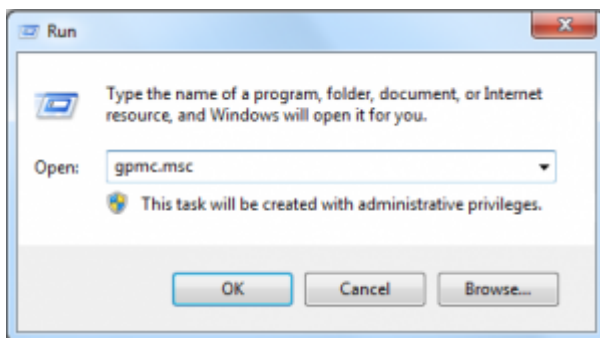 Run
Type the name of a program, folder, document, or Internet
resource, and Windows will open it for you.
Open: gpmc.msc
This task will be created with administrative privileges.
OK Cancel Browse...